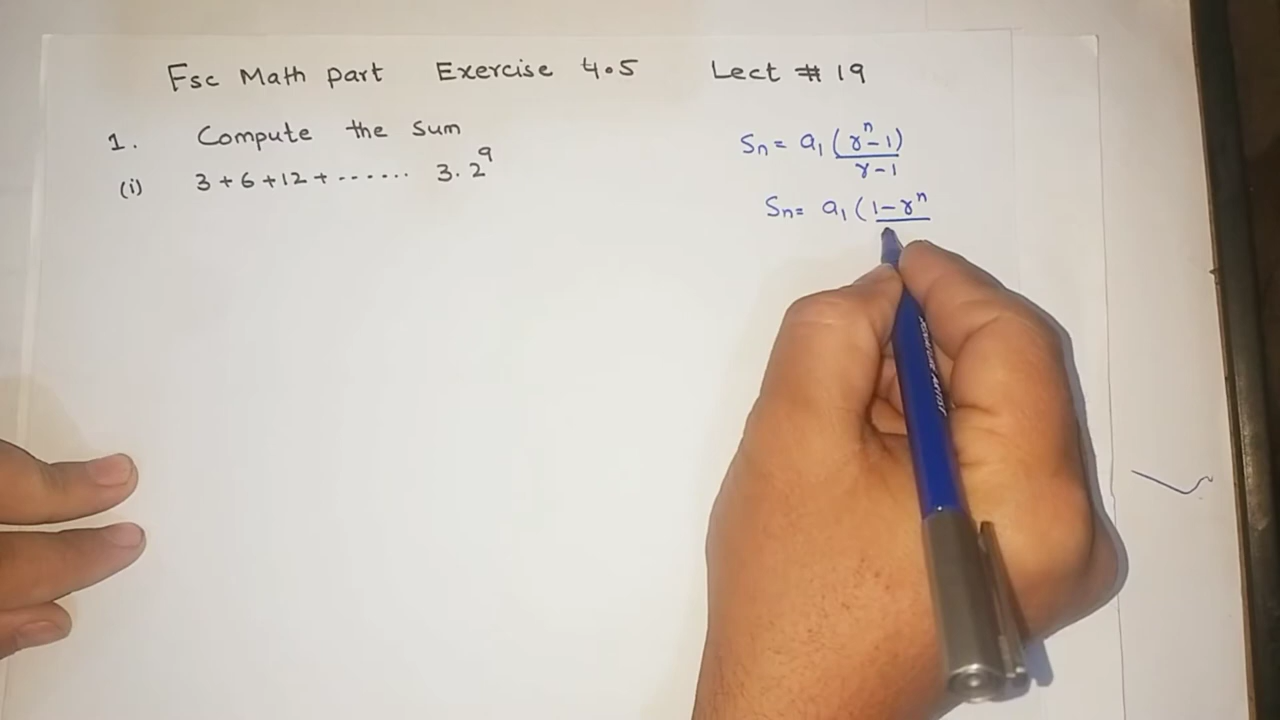 Fsc Math part Exercise 4.5 Lect # 19
1. Compute the sum
(i) 3 + 6 + 12 + ...... 3. 2^9
Sn = a₁ (r^n - 1) / r - 1
Sn = a₁ (1 - r^n